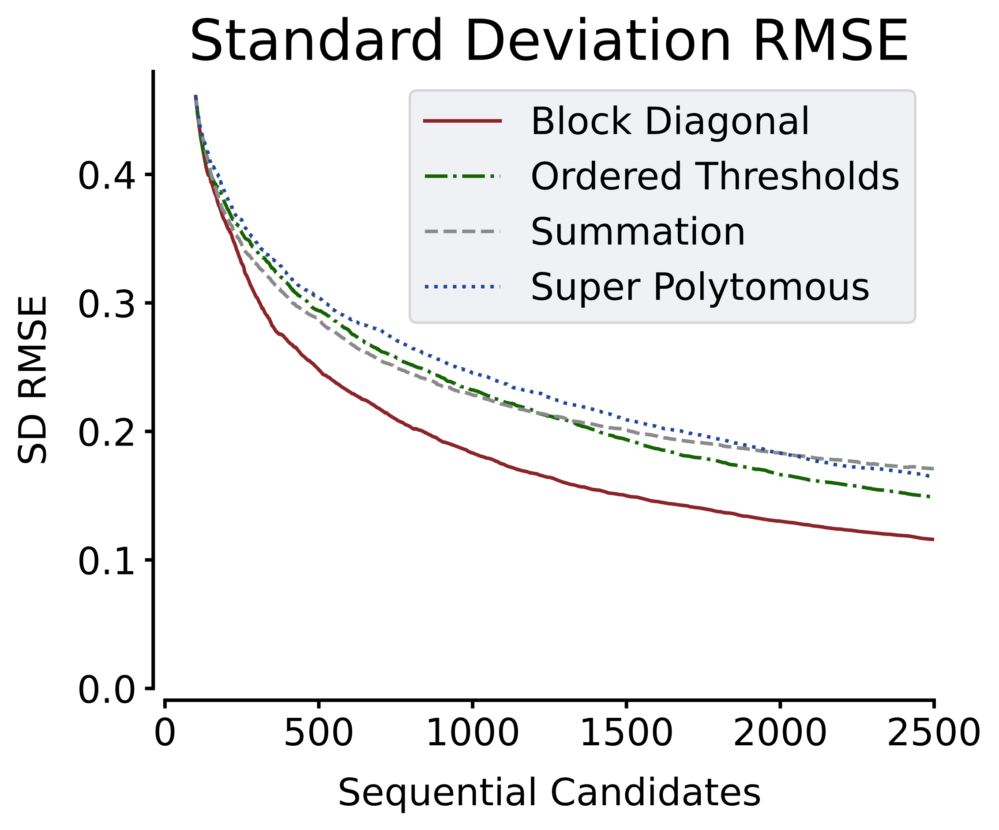 Standard Deviation RMSE
Block Diagonal
Ordered Thresholds
Summation
Super Polytomous
SD RMSE
0.4
0.3
0.2
0.1
0.0
0 500 1000 1500 2000 2500
Sequential Candidates